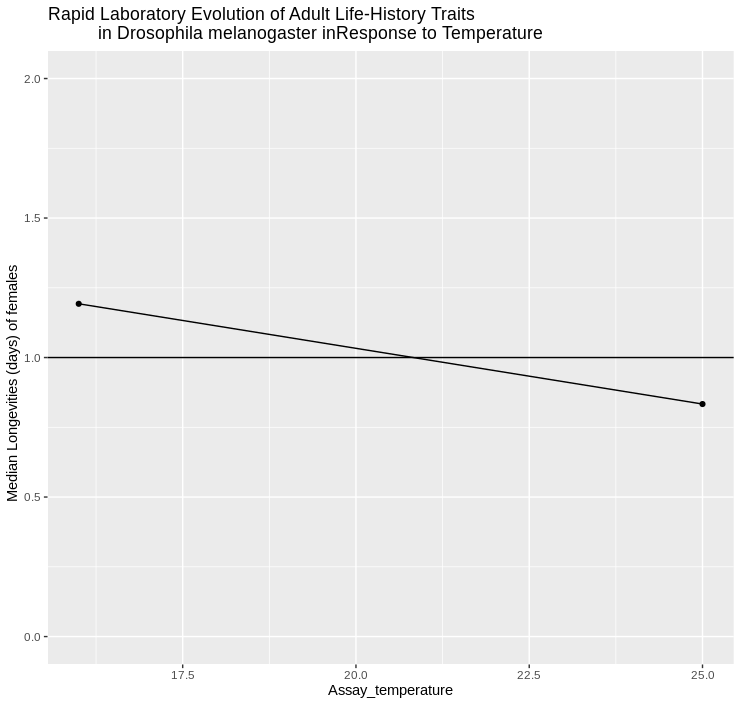 Rapid Laboratory Evolution of Adult Life-History Traits
in Drosophila melanogaster inResponse to Temperature
Median Longevities (days) of females
2.0
1.5
1.0
0.5
0.0
17.5
20.0
22.5
25.0
Assay_temperature